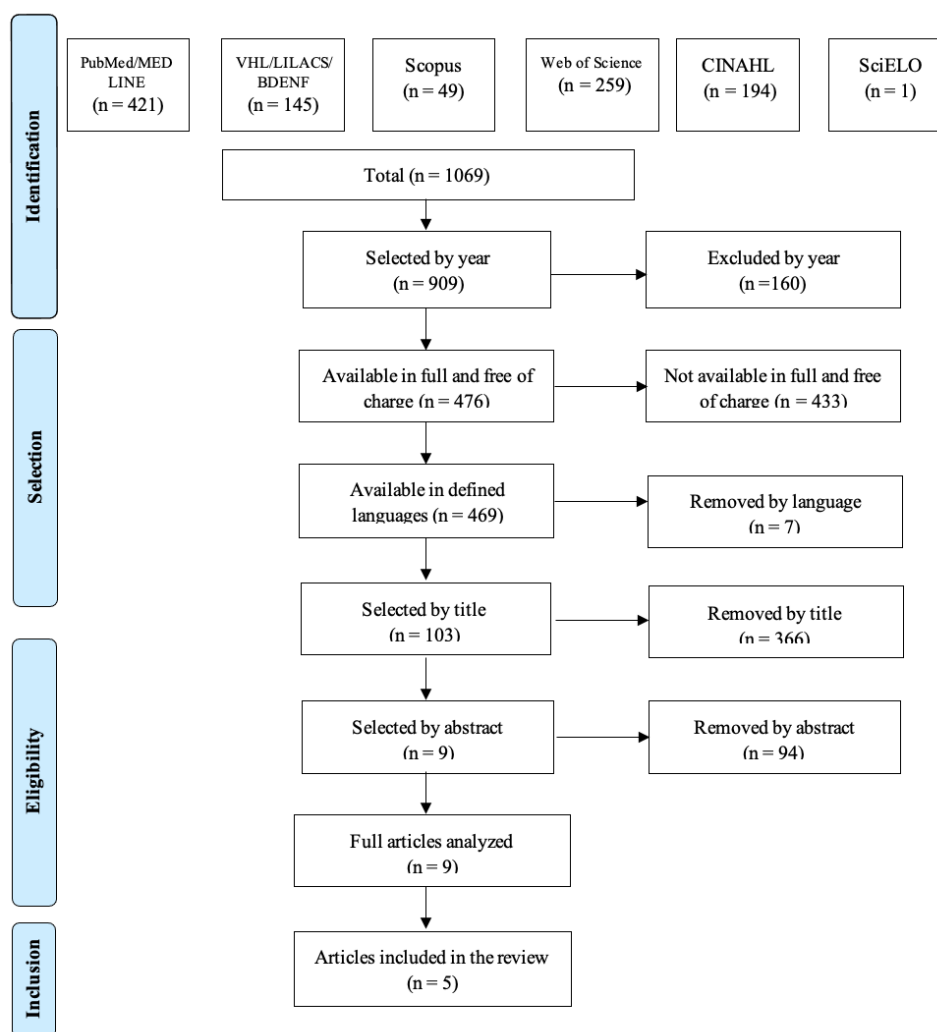 Identification
PubMed/MED
LINE
(n = 421)
VHL/LILACS/
BDENF
(n = 145)
Scopus
(n = 49)
Web of Science
(n = 259)
CINAHL
(n = 194)
SciELO
(n = 1)
Total (n = 1069)
Selected by year
(n = 909)
Excluded by year
(n =160)
Selection
Available in full and free of
charge (n = 476)
Not available in full and free
of charge (n = 433)
Available in defined
languages (n = 469)
Removed by language
(n = 7)
Selected by title
(n = 103)
Removed by title
(n = 366)
Eligibility
Selected by abstract
(n = 9)
Removed by abstract
(n = 94)
Full articles analyzed
(n = 9)
Inclusion
Articles included in the review
(n = 5)